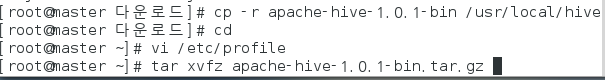 [root@master 다운로드]# cp -r apache-hive-1.0.1-bin /usr/local/hive
[root@master 다운로드]# cd
[root@master ~]# vi /etc/profile
[root@master ~]# tar xvfz apache-hive-1.0.1-bin.tar.gz